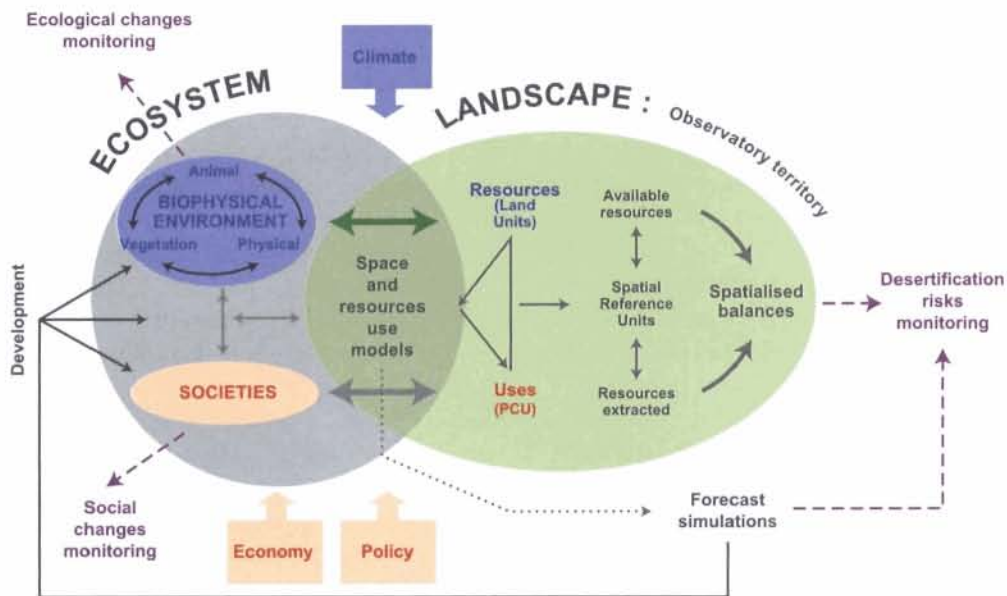 Ecological changes
monitoring
Climate
ECOSYSTEM
LANDSCAPE :
Observatory territory
Animal
BIOPHYSICAL
ENVIRONMENT
Vegetation
Physical
Resources
(Land
Units)
Available
resources
Space
and
resources
use
models
Spatial
Reference
Units
Spatialised
balances
Desertification
risks
monitoring
Development
SOCIETIES
Uses
(PCU)
Resources
extracted
Social
changes
monitoring
Economy
Policy
Forecast
simulations